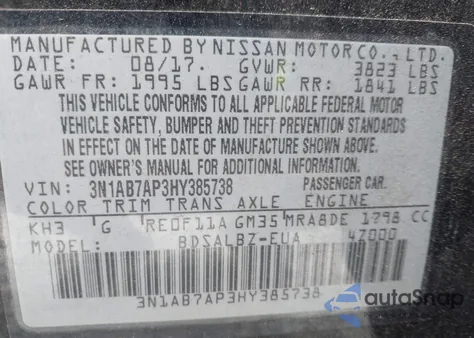 MANUFACTURED BY NISSAN MOTOR CO., LTD.
DATE: 08/17. GVWR: 3823 LBS
GAWR FR: 1995 LBS GAWR RR: 1841 LBS
THIS VEHICLE CONFORMS TO ALL APPLICABLE FEDERAL MOTOR
VEHICLE SAFETY, BUMPER AND THEFT PREVENTION STANDARDS
IN EFFECT ON THE DATE OF MANUFACTURE SHOWN ABOVE.
SEE OWNER'S MANUAL FOR ADDITIONAL INFORMATION.
VIN: 3N1AB7AP3HY385738 PASSENGER CAR.
COLOR TRIM TRANS AXLE ENGINE
KH3 G RE0F11A GM35 MRA8DE 1798 CC
MODEL: BDSALBZ-EUA 47000
3N1AB7AP3HY385738
autoSnap